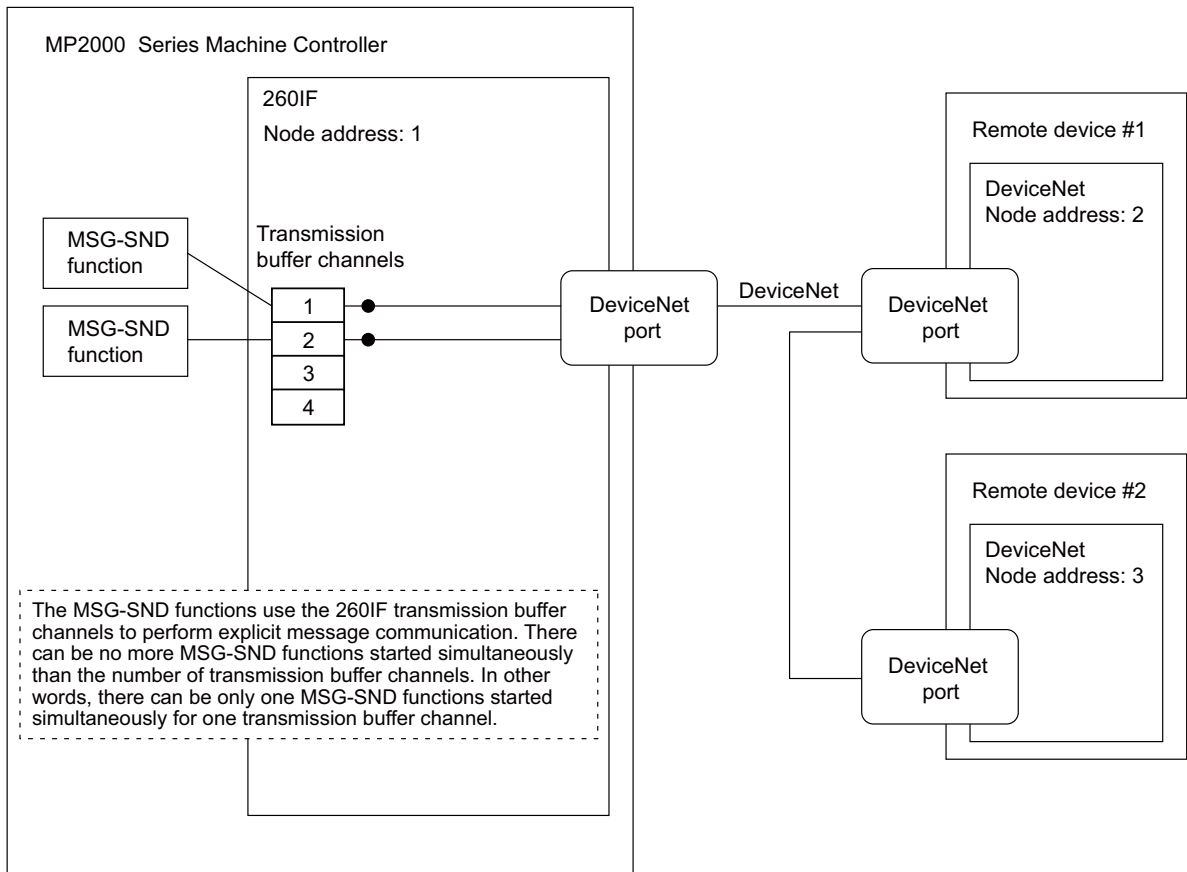 MP2000 Series Machine Controller
260IF
Node address: 1
MSG-SND
function
MSG-SND
function
Transmission
buffer channels
1
2
3
4
DeviceNet
port
DeviceNet
Remote device #1
DeviceNet
Node address: 2
DeviceNet
port
Remote device #2
DeviceNet
Node address: 3
DeviceNet
port
The MSG-SND functions use the 260IF transmission buffer
channels to perform explicit message communication. There
can be no more MSG-SND functions started simultaneously
than the number of transmission buffer channels. In other
words, there can be only one MSG-SND functions started
simultaneously for one transmission buffer channel.